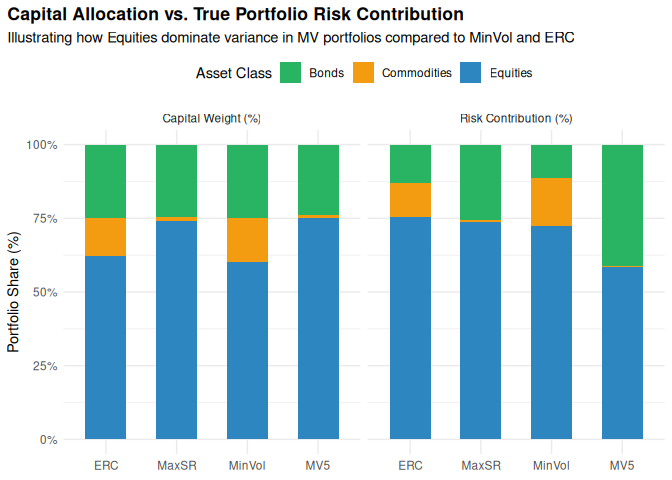 Capital Allocation vs. True Portfolio Risk Contribution
Illustrating how Equities dominate variance in MV portfolios compared to MinVol and ERC
Asset Class Bonds Commodities Equities
Capital Weight (%) Risk Contribution (%)
Portfolio Share (%)
100%
75%
50%
25%
0%
ERC MaxSR MinVol MV5 ERC MaxSR MinVol MV5